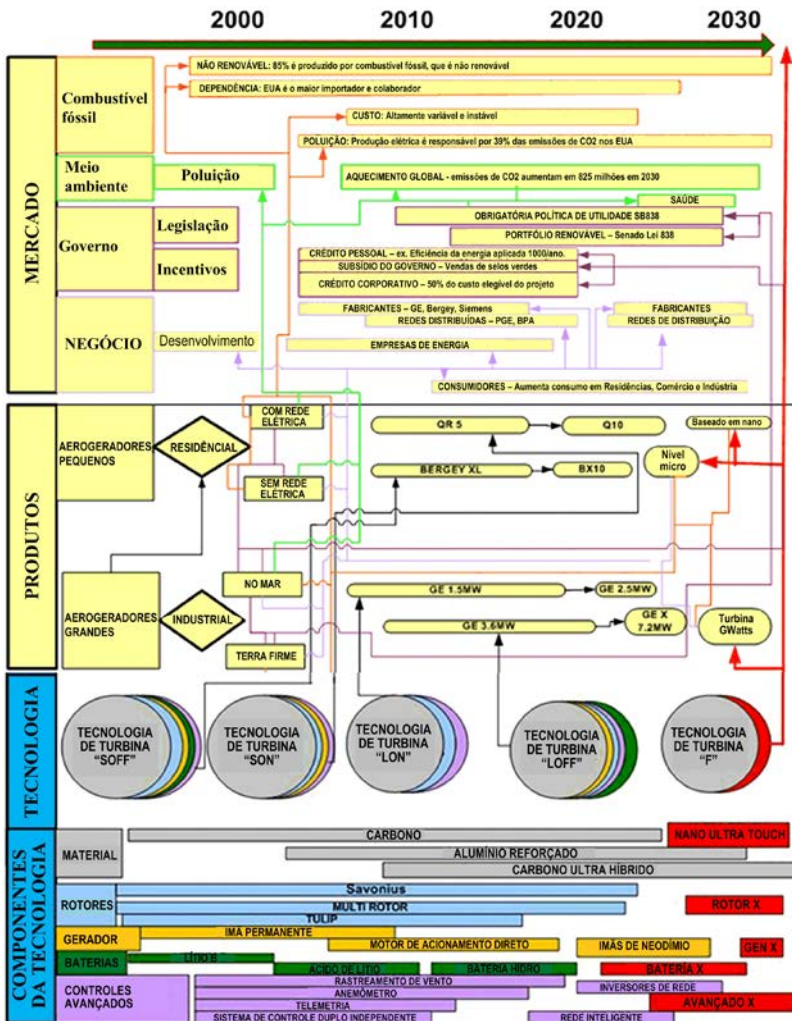 2000 2010 2020 2030
MERCADO
Combustível
fóssil
NÃO RENOVÁVEL: 85% é produzido por combustível fóssil, que é não renovável
DEPENDÊNCIA: EUA é o maior importador e colaborador
CUSTO: Altamente variável e instável
POLUIÇÃO: Produção elétrica é responsável por 39% das emissões de CO2 nos EUA
Meio
ambiente
Poluição
AQUECIMENTO GLOBAL - emissões de CO2 aumentam em 825 milhões em 2030
SAÚDE
Governo
Legislação
Incentivos
OBRIGATÓRIA POLÍTICA DE UTILIDADE SB838
PORTFÓLIO RENOVÁVEL – Senado Lei 838
CRÉDITO PESSOAL – ex. Eficiência da energia aplicada 1000/ano.
SUBSÍDIO DO GOVERNO – Vendas de selos verdes
CRÉDITO CORPORATIVO – 50% do custo elegível do projeto
NEGÓCIO
Desenvolvimento
FABRICANTES – GE, Bergey, Siemens
FABRICANTES
REDES DISTRIBUÍDAS – PGE, BPA
REDES DE DISTRIBUIÇÃO
EMPRESAS DE ENERGIA
CONSUMIDORES – Aumenta consumo em Residências, Comércio e Indústria
PRODUTOS
AEROGERADORES
PEQUENOS
RESIDÊNCIAL
COM REDE
ELÉTRICA
SEM REDE
ELÉTRICA
QR 5
Q10
Baseado em nano
BERGEY XL
BX10
Nivel
micro
AEROGERADORES
GRANDES
INDUSTRIAL
NO MAR
TERRA FIRME
GE 1.5MW
GE 2.5MW
GE 3.6MW
GE X
7.2MW
Turbina
GWatts
TECNOLOGIA
TECNOLOGIA
DE TURBINA
“SOFF”
TECNOLOGIA
DE TURBINA
“SON”
TECNOLOGIA
DE TURBINA
“LON”
TECNOLOGIA
DE TURBINA
“LOFF”
TECNOLOGIA
DE TURBINA
“F”
COMPONENTES
DA TECNOLOGIA
MATERIAL
CARBONO
NANO ULTRA TOUCH
ALUMÍNIO REFORÇADO
CARBONO ULTRA HÍBRIDO
ROTORES
Savonius
MULTI ROTOR
ROTOR X
TULIP
GERADOR
IMA PERMANENTE
MOTOR DE ACIONAMENTO DIRETO
IMÃS DE NEODÍMIO
GEN X
BATERIAS
ACIDO DE LITIO
BATERIA HIDRO
BATERÍA X
CONTROLES
AVANÇADOS
RASTREAMENTO DE VENTO
INVERSORES DE REDE
ANEMÔMETRO
TELEMETRIA
AVANÇADO X
SISTEMA DE CONTROLE DUPLO INDEPENDENTE
REDE INTELIGENTE